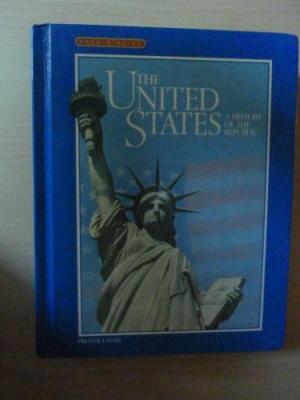 THE
UNITED
STATES
A HISTORY
OF THE
REPUBLIC
PRENTICE-HALL